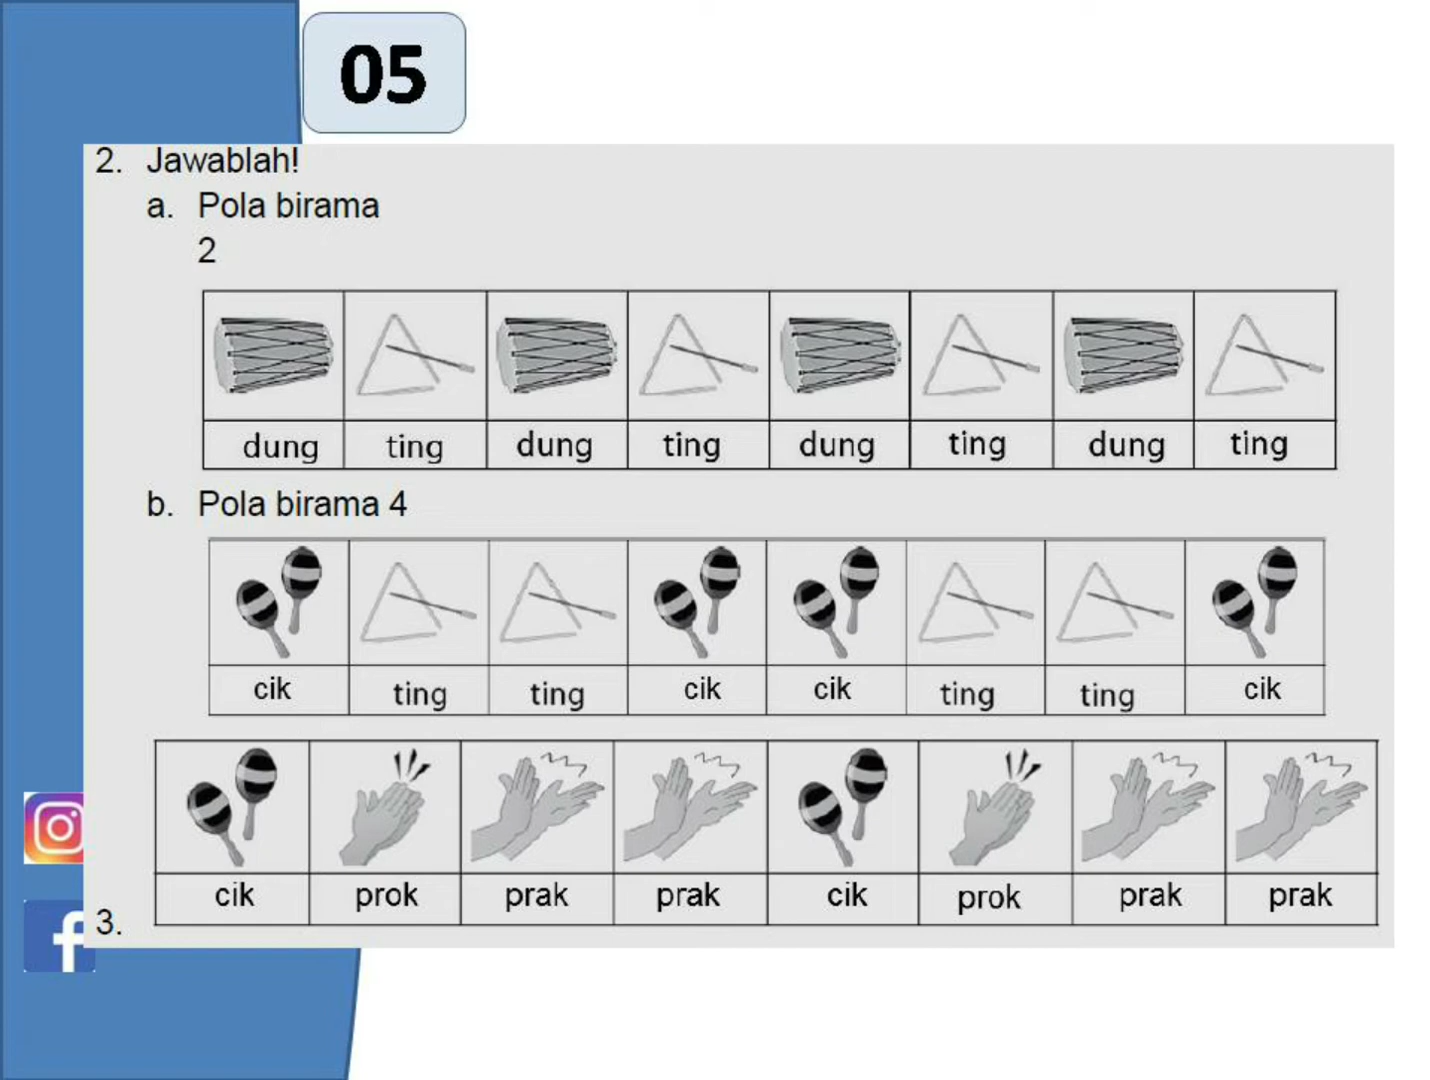 05
2. Jawablah!
a. Pola birama
2
dung ting dung ting dung ting dung ting
b. Pola birama 4
cik ting ting cik cik ting ting cik
cik prok prak prak cik prok prak prak
3.